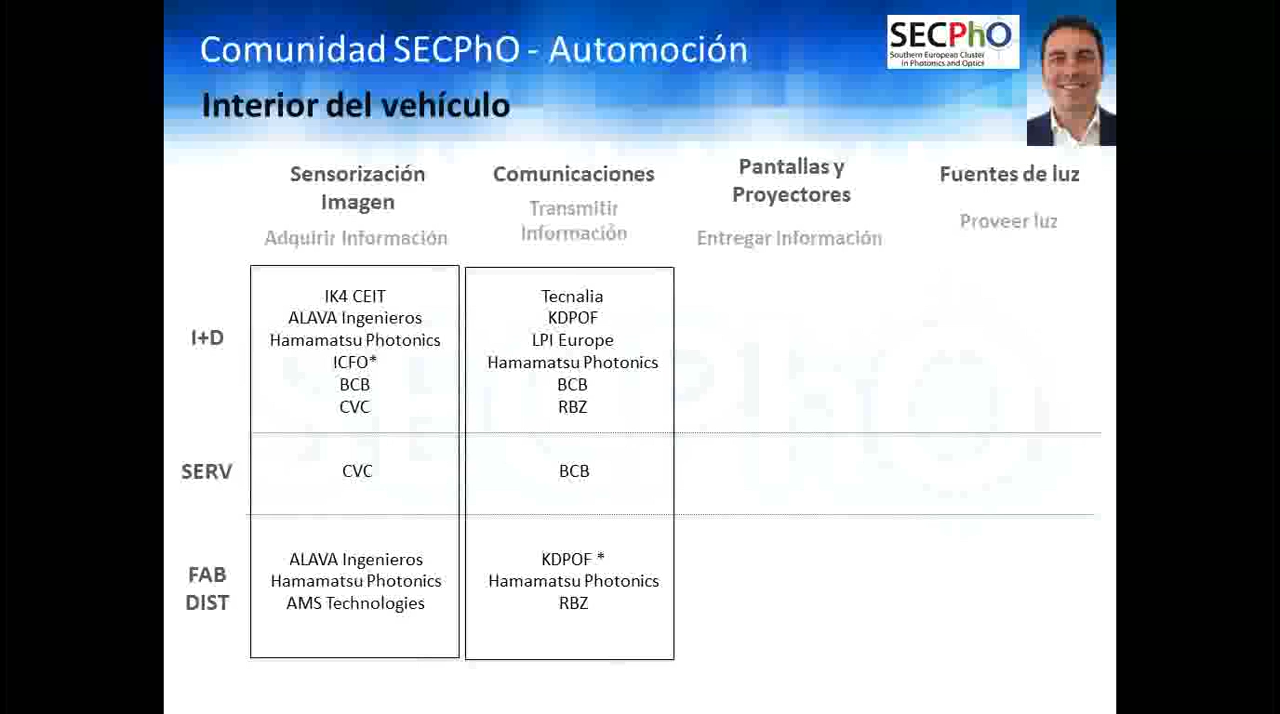 Comunidad SECPhO - Automoción
SECPhO
Southern European Cluster
in Photonics and Optics
Interior del vehículo
Sensorización
Imagen
Adquirir Información
Comunicaciones
Transmitir
Información
Pantallas y
Proyectores
Entregar Información
Fuentes de luz
Proveer luz
I+D
IK4 CEIT
ALAVA Ingenieros
Hamamatsu Photonics
ICFO*
BCB
CVC
Tecnalia
KDPOF
LPI Europe
Hamamatsu Photonics
BCB
RBZ
SERV
CVC
BCB
FAB
DIST
ALAVA Ingenieros
Hamamatsu Photonics
AMS Technologies
KDPOF *
Hamamatsu Photonics
RBZ
SECPhO